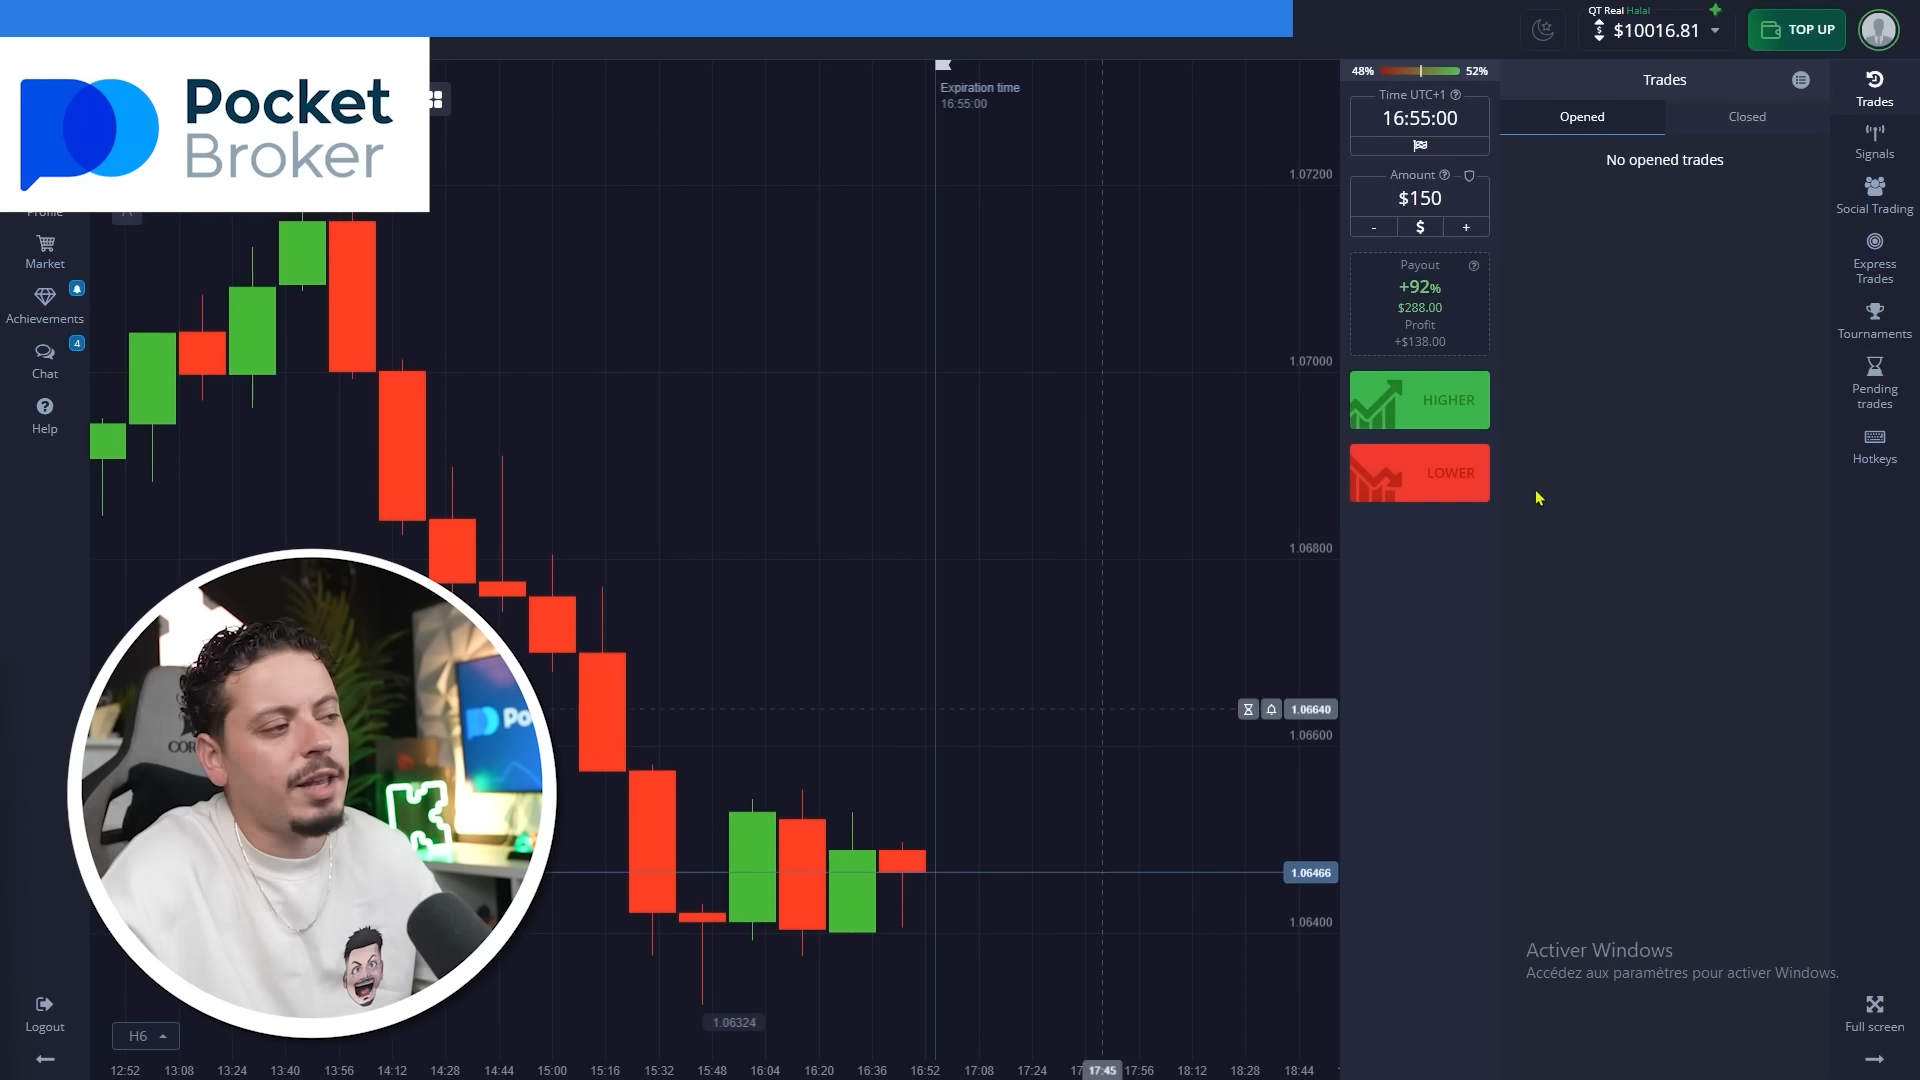 QT Real Halal
$10016.81
TOP UP
Pocket
Broker
Expiration time
16:55:00
48%
52%
Time UTC+1
16:55:00
Amount
$150
-
$
+
Payout
+92%
$288.00
Profit
+$138.00
HIGHER
LOWER
Trades
Opened
Closed
No opened trades
Trades
Signals
Social Trading
Express
Trades
Tournaments
Pending
trades
Hotkeys
Full screen
Profile
Market
Achievements
4
Chat
Help
Logout
1.07200
1.07000
1.06800
1.06640
1.06600
1.06466
1.06400
1.06324
COR
Po
Activer Windows
Accédez aux paramètres pour activer Windows.
H6
12:52 13:08 13:24 13:40 13:56 14:12 14:28 14:44 15:00 15:16 15:32 15:48 16:04 16:20 16:36 16:52 17:08 17:24 17:45 17:56 18:12 18:28 18:44